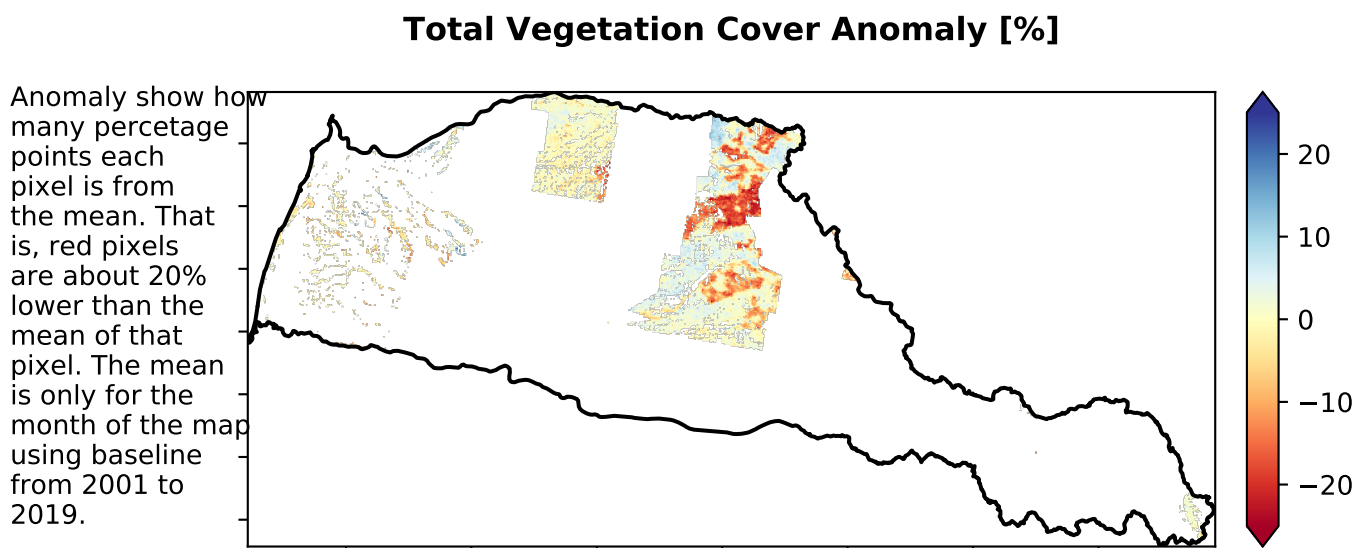 Total Vegetation Cover Anomaly [%]
Anomaly show how
many percetage
points each
pixel is from
the mean. That
is, red pixels
are about 20%
lower than the
mean of that
pixel. The mean
is only for the
month of the map
using baseline
from 2001 to
2019.
20
10
0
−10
−20